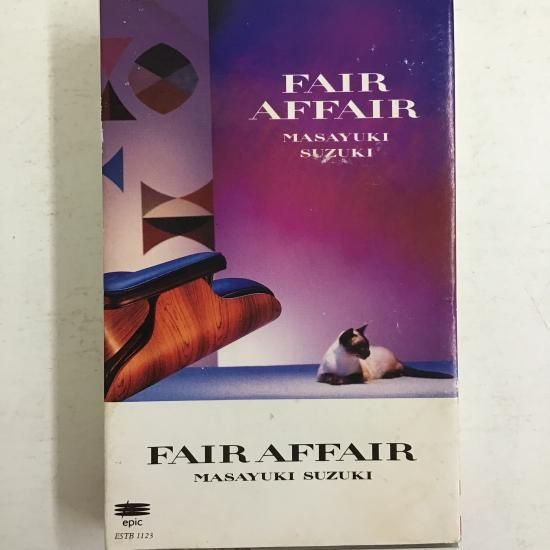 FAIR
AFFAIR
MASAYUKI
SUZUKI
FAIR AFFAIR
MASAYUKI SUZUKI
epic
ESTB 1123